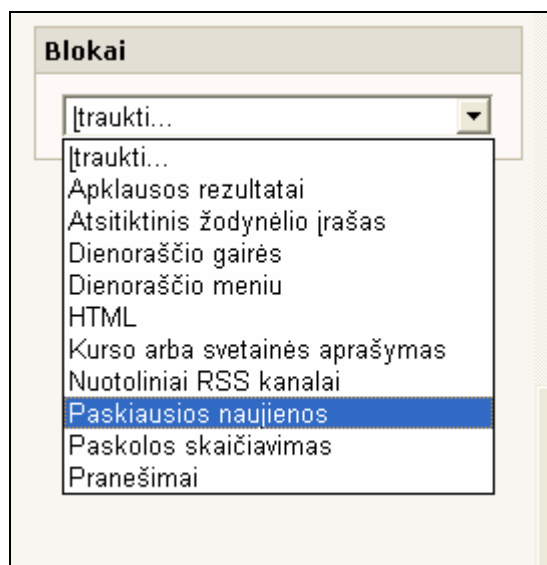 Blokai
Įtraukti...
Įtraukti...
Apklausos rezultatai
Atsitiktinis žodynėlio įrašas
Dienoraščio gairės
Dienoraščio meniu
HTML
Kurso arba svetainės aprašymas
Nuotoliniai RSS kanalai
Paskiausios naujienos
Paskolos skaičiavimas
Pranešimai